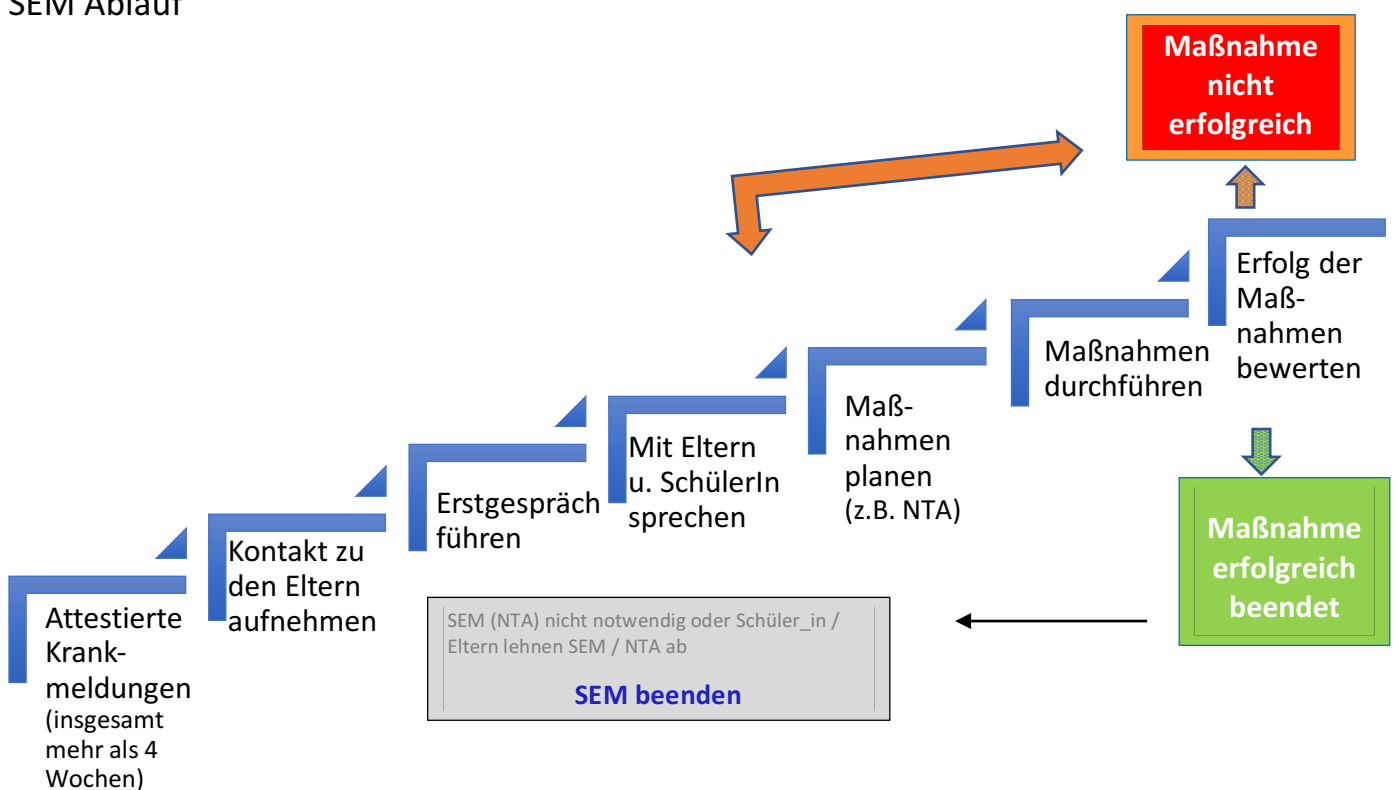 SEM Ablauf
Maßnahme
nicht
erfolgreich
Attestierte
Krank-
meldungen
(insgesamt
mehr als 4
Wochen)
Kontakt zu
den Eltern
aufnehmen
Erstgespräch
führen
Mit Eltern
u. SchülerIn
sprechen
Maß-
nahmen
planen
(z.B. NTA)
Maßnahmen
durchführen
Erfolg der
Maß-
nahmen
bewerten
Maßnahme
erfolgreich
beendet
SEM (NTA) nicht notwendig oder Schüler_in /
Eltern lehnen SEM / NTA ab
SEM beenden